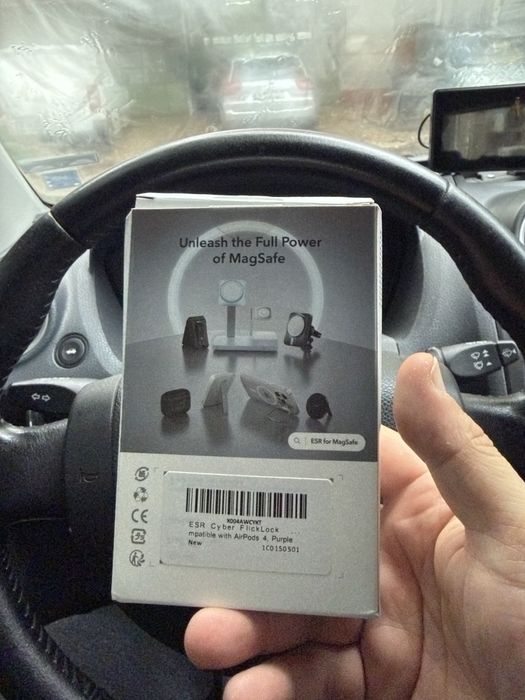 Unleash the Full Power
of MagSafe
ESR for MagSafe
X004AWCYKT
ESR Cyber FlickLock ...
mpatible with AirPods 4, Purple
New
1CD150501